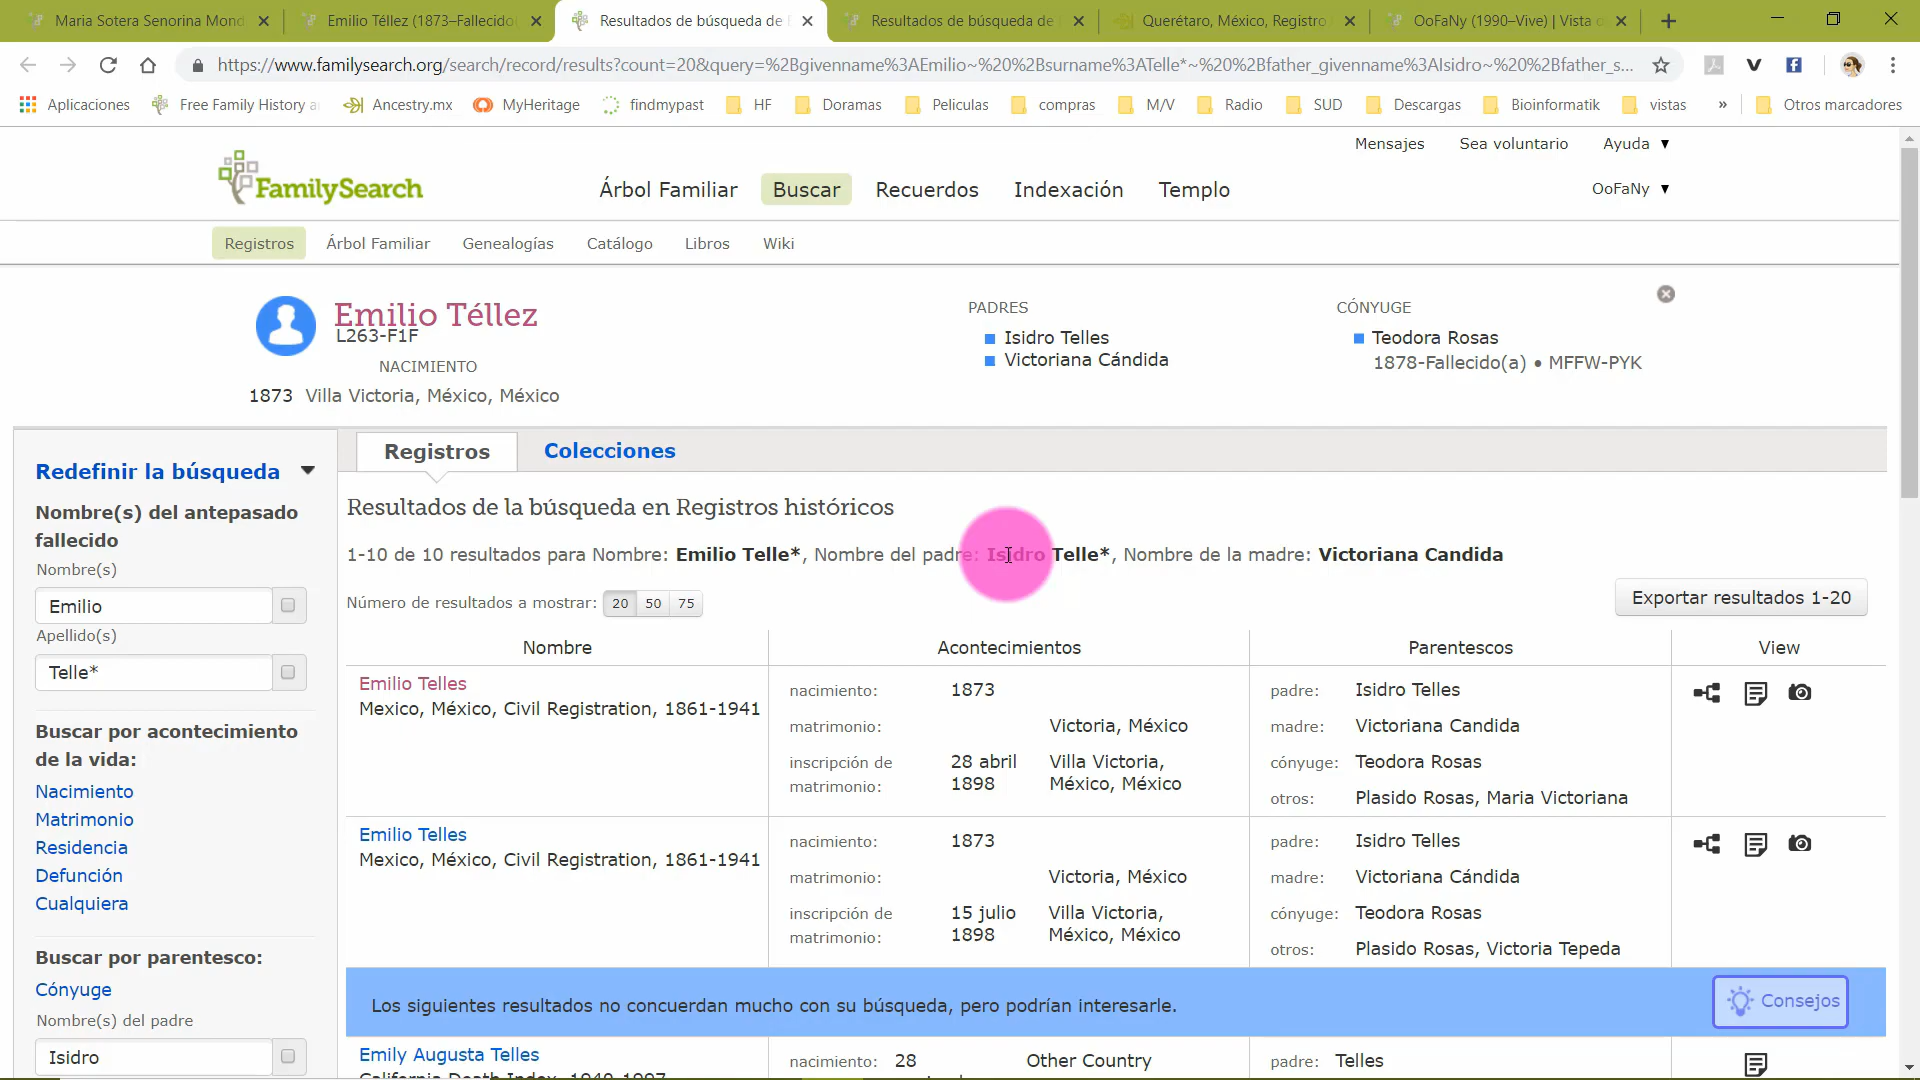 Maria Sotera Senorina Mond
Emilio Téllez (1873–Fallecido
Resultados de búsqueda de
Resultados de búsqueda de
Querétaro, México, Registro
OoFaNy (1990–Vive) | Vista
https://www.familysearch.org/search/record/results?count=20&query=%2Bgivenname%3AEmilio~%20%2Bsurname%3ATelle*~%20%2Bfather_givenname%3AIsidro~%20%2Bfather_s...
Aplicaciones
Free Family History
Ancestry.mx
MyHeritage
findmypast
HF
Doramas
Peliculas
compras
M/V
Radio
SUD
Descargas
Bioinformatik
vistas
»
Otros marcadores
Mensajes
Sea voluntario
Ayuda ▼
FamilySearch
Árbol Familiar
Buscar
Recuerdos
Indexación
Templo
OoFaNy ▼
Registros
Árbol Familiar
Genealogías
Catálogo
Libros
Wiki
Emilio Téllez
L263-F1F
NACIMIENTO
1873 Villa Victoria, México, México
PADRES
Isidro Telles
Victoriana Cándida
CÓNYUGE
Teodora Rosas
1878-Fallecido(a) • MFFW-PYK
Redefinir la búsqueda
Nombre(s) del antepasado
fallecido
Nombre(s)
Emilio
Apellido(s)
Telle*
Buscar por acontecimiento
de la vida:
Nacimiento
Matrimonio
Residencia
Defunción
Cualquiera
Buscar por parentesco:
Cónyuge
Nombre(s) del padre
Isidro
Registros
Colecciones
Resultados de la búsqueda en Registros históricos
1-10 de 10 resultados para Nombre: Emilio Telle*, Nombre del padre: Isidro Telle*, Nombre de la madre: Victoriana Candida
Número de resultados a mostrar: 20 50 75
Exportar resultados 1-20
Nombre
Acontecimientos
Parentescos
View
Emilio Telles
Mexico, México, Civil Registration, 1861-1941
nacimiento: 1873
matrimonio: Victoria, México
inscripción de 28 abril Villa Victoria,
matrimonio: 1898 México, México
padre: Isidro Telles
madre: Victoriana Candida
cónyuge: Teodora Rosas
otros: Plasido Rosas, Maria Victoriana
Emilio Telles
Mexico, México, Civil Registration, 1861-1941
nacimiento: 1873
matrimonio: Victoria, México
inscripción de 15 julio Villa Victoria,
matrimonio: 1898 México, México
padre: Isidro Telles
madre: Victoriana Cándida
cónyuge: Teodora Rosas
otros: Plasido Rosas, Victoria Tepeda
Los siguientes resultados no concuerdan mucho con su búsqueda, pero podrían interesarle.
Consejos
Emily Augusta Telles
California Death Index, 1940-1997
nacimiento: 28 Other Country
padre: Telles